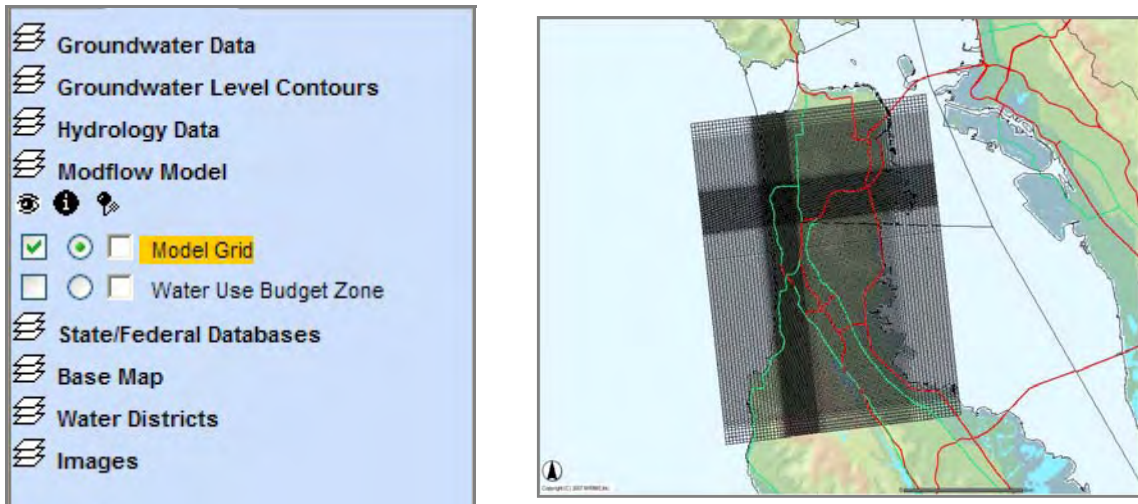 Groundwater Data
Groundwater Level Contours
Hydrology Data
Modflow Model
Model Grid
Water Use Budget Zone
State/Federal Databases
Base Map
Water Districts
Images